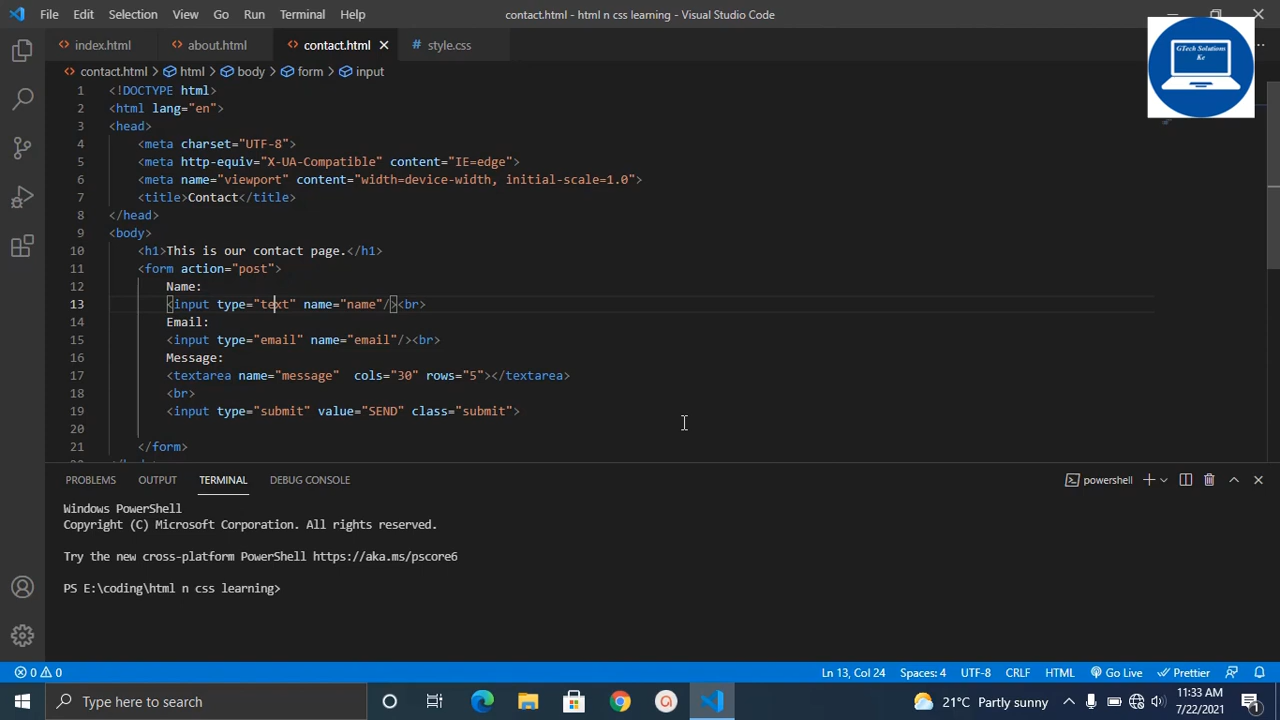 File Edit Selection View Go Run Terminal Help
contact.html - html n css learning - Visual Studio Code
index.html about.html contact.html style.css
GTech Solutions
Ke
contact.html > html > body > form > input
1 <!DOCTYPE html>
2 <html lang="en">
3 <head>
4 <meta charset="UTF-8">
5 <meta http-equiv="X-UA-Compatible" content="IE=edge">
6 <meta name="viewport" content="width=device-width, initial-scale=1.0">
7 <title>Contact</title>
8 </head>
9 <body>
10 <h1>This is our contact page.</h1>
11 <form action="post">
12 Name:
13 <input type="text" name="name"/><br>
14 Email:
15 <input type="email" name="email"/><br>
16 Message:
17 <textarea name="message"  cols="30" rows="5"></textarea>
18 <br>
19 <input type="submit" value="SEND" class="submit">
20
21 </form>
PROBLEMS OUTPUT TERMINAL DEBUG CONSOLE
powershell
Windows PowerShell
Copyright (C) Microsoft Corporation. All rights reserved.
Try the new cross-platform PowerShell https://aka.ms/pscore6
PS E:\coding\html n css learning>
0 0 Ln 13, Col 24 Spaces: 4 UTF-8 CRLF HTML Go Live Prettier
Type here to search
21°C Partly sunny
11:33 AM
7/22/2021
1